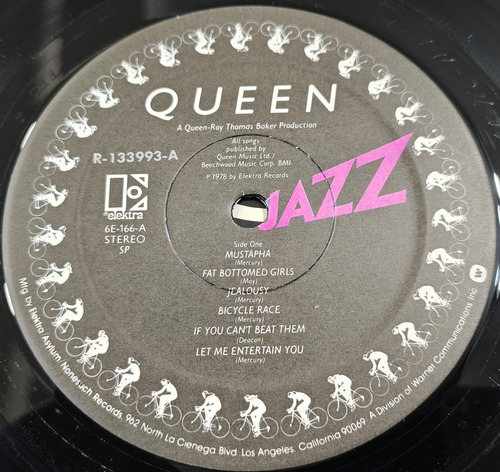 QUEEN
A Queen-Roy Thomas Baker Production
R-133993-A
All songs
published by
Queen Music Ltd./
Beechwood Music Corp. BMI
℗ 1978 by Elektra Records
JAZZ
elektra
6E-166-A
STEREO
SP
Side One
MUSTAPHA
(Mercury)
FAT BOTTOMED GIRLS
(May)
JEALOUSY
(Mercury)
BICYCLE RACE
(Mercury)
IF YOU CAN'T BEAT THEM
(Deacon)
LET ME ENTERTAIN YOU
(Mercury)
Mfg. by Elektra/Asylum/Nonesuch Records, 962 North La Cienega Blvd. Los Angeles, California 90069. A Division of Warner Communications Inc.